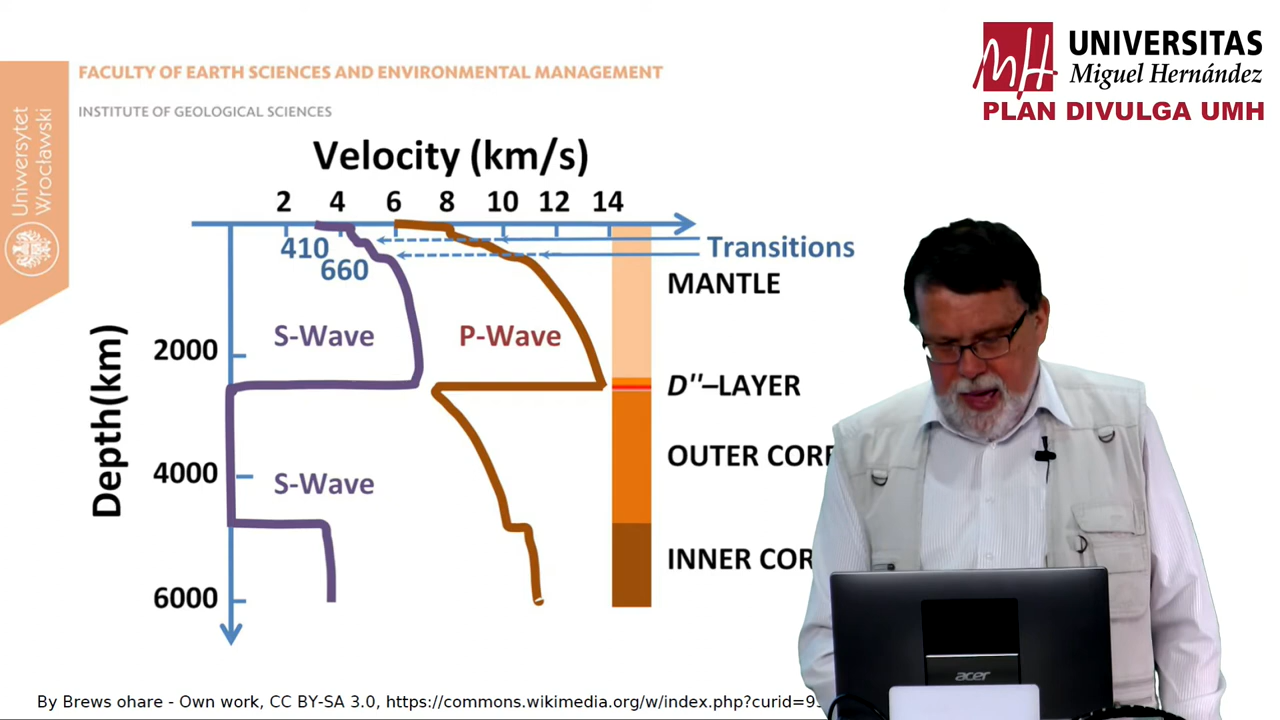 UNIVERSITAS
Miguel Hernández
PLAN DIVULGA UMH
FACULTY OF EARTH SCIENCES AND ENVIRONMENTAL MANAGEMENT
INSTITUTE OF GEOLOGICAL SCIENCES
Uniwersytet
Wrocławski
Velocity (km/s)
2 4 6 8 10 12 14
410
660
Transitions
MANTLE
S-Wave
P-Wave
Depth(km)
2000
D''–LAYER
OUTER CORE
4000
S-Wave
INNER COR
6000
acer
By Brews ohare - Own work, CC BY-SA 3.0, https://commons.wikimedia.org/w/index.php?curid=9